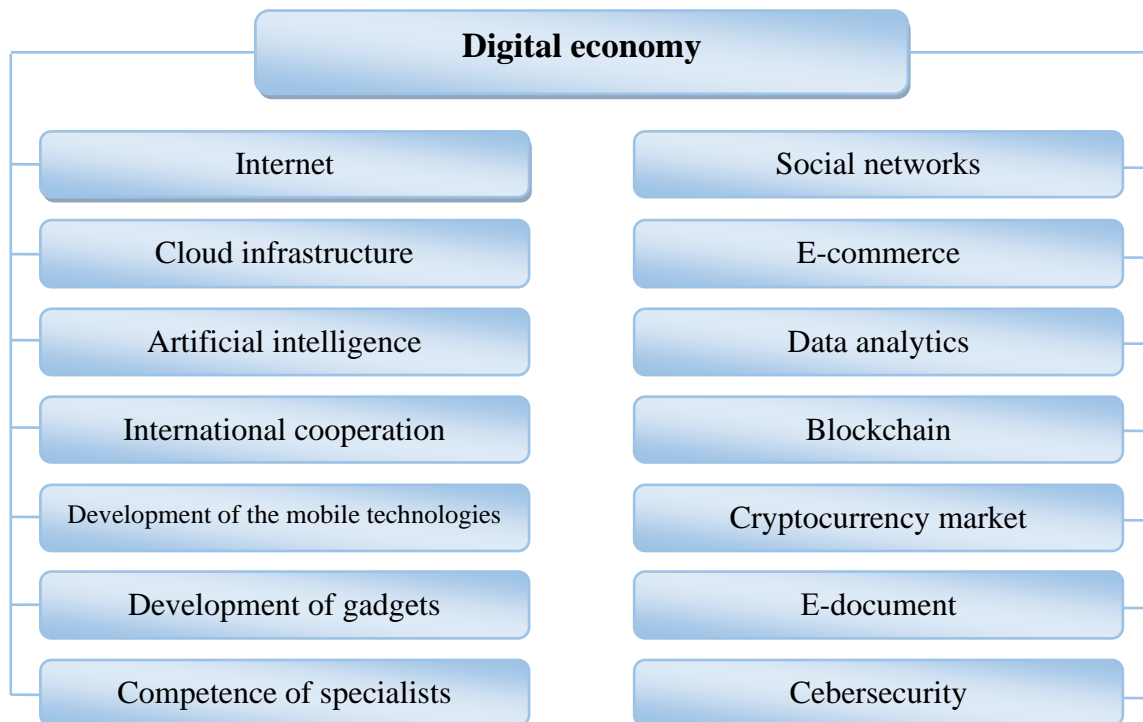 Digital economy
Internet
Social networks
Cloud infrastructure
E-commerce
Artificial intelligence
Data analytics
International cooperation
Blockchain
Development of the mobile technologies
Cryptocurrency market
Development of gadgets
E-document
Competence of specialists
Cebersecurity